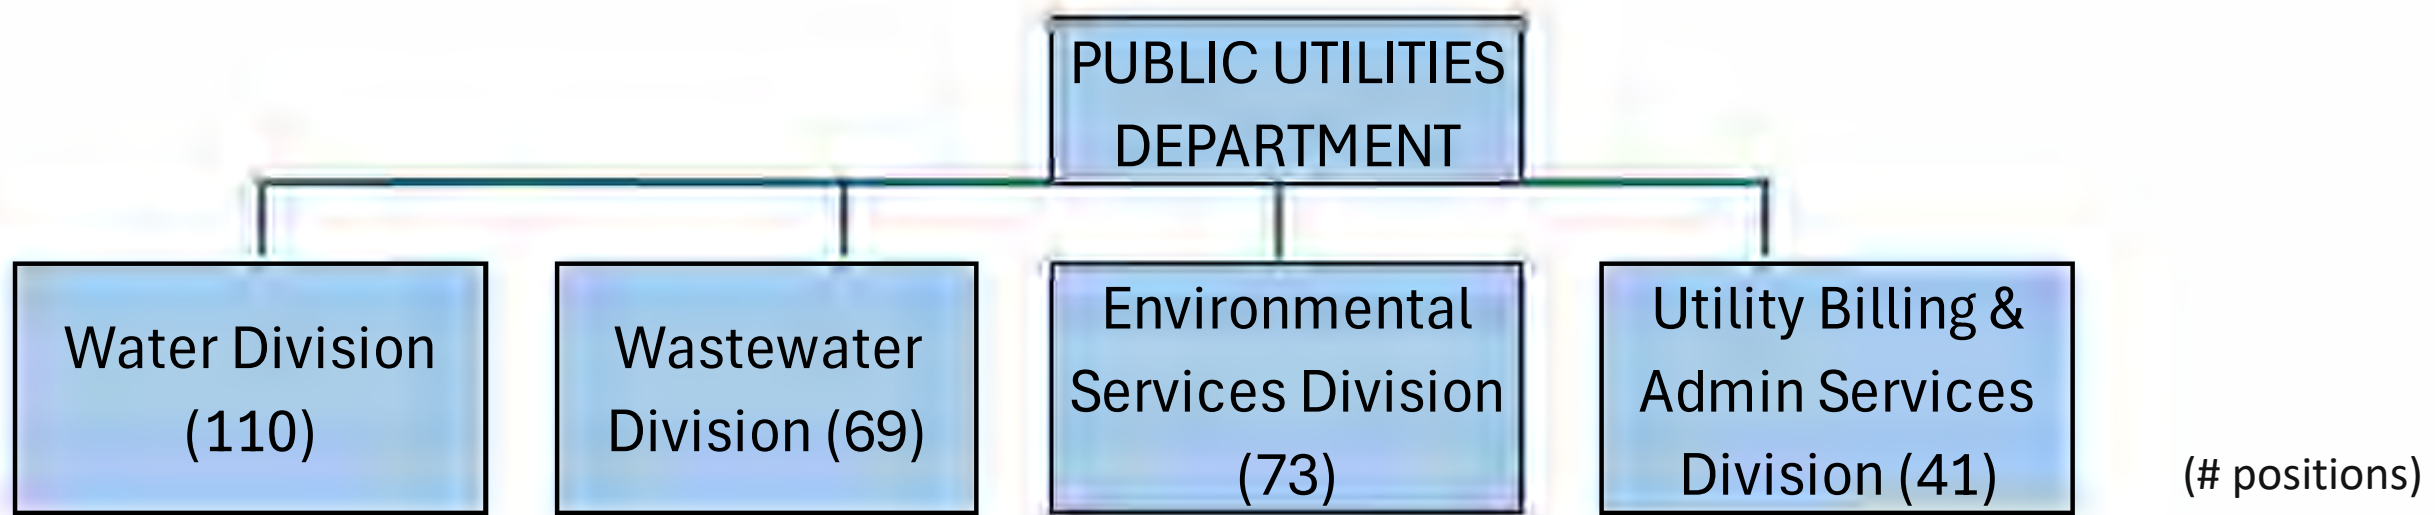 PUBLIC UTILITIES
DEPARTMENT
Water Division
(110)
Wastewater
Division (69)
Environmental
Services Division
(73)
Utility Billing &
Admin Services
Division (41)
(# positions)